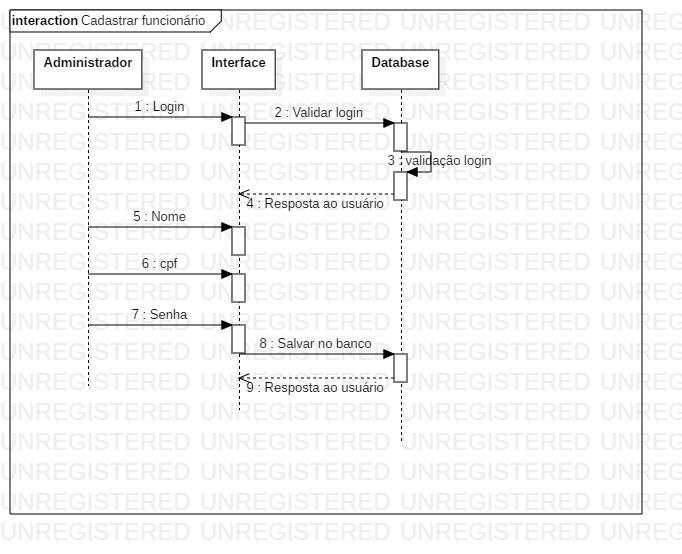 interaction Cadastrar funcionário
Administrador
Interface
Database
1 : Login
2 : Validar login
3 : validação login
4 : Resposta ao usuário
5 : Nome
6 : cpf
7 : Senha
8 : Salvar no banco
9 : Resposta ao usuário
UNREGISTERED UNREGISTERED UNREGISTERED UNREGISTERED